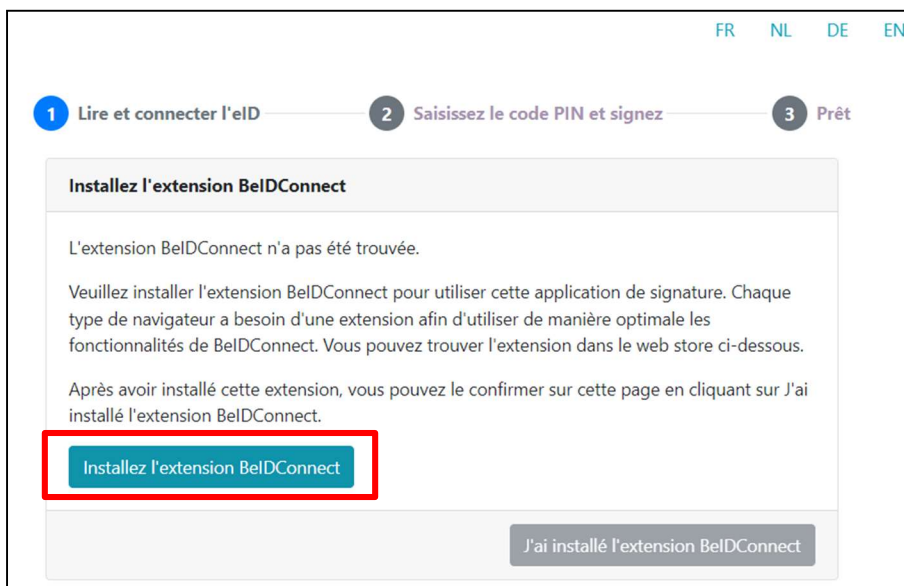 FR NL DE EN
1 Lire et connecter l'eID 2 Saisissez le code PIN et signez 3 Prêt
Installez l'extension BeIDConnect
L'extension BeIDConnect n'a pas été trouvée.
Veuillez installer l'extension BeIDConnect pour utiliser cette application de signature. Chaque
type de navigateur a besoin d'une extension afin d'utiliser de manière optimale les
fonctionnalités de BeIDConnect. Vous pouvez trouver l'extension dans le web store ci-dessous.
Après avoir installé cette extension, vous pouvez le confirmer sur cette page en cliquant sur J'ai
installé l'extension BeIDConnect.
Installez l'extension BeIDConnect
J'ai installé l'extension BeIDConnect